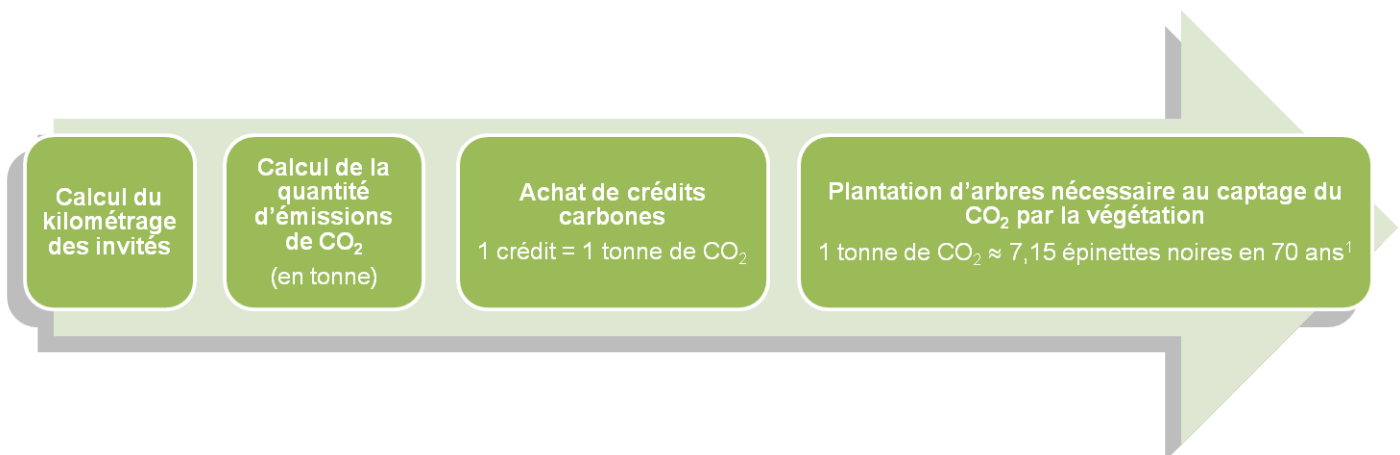 Calcul du
kilométrage
des invités
Calcul de la
quantité
d'émissions
de CO₂
(en tonne)
Achat de crédits
carbones
1 crédit = 1 tonne de CO₂
Plantation d'arbres nécessaire au captage du
CO₂ par la végétation
1 tonne de CO₂ ≈ 7,15 épinettes noires en 70 ans¹